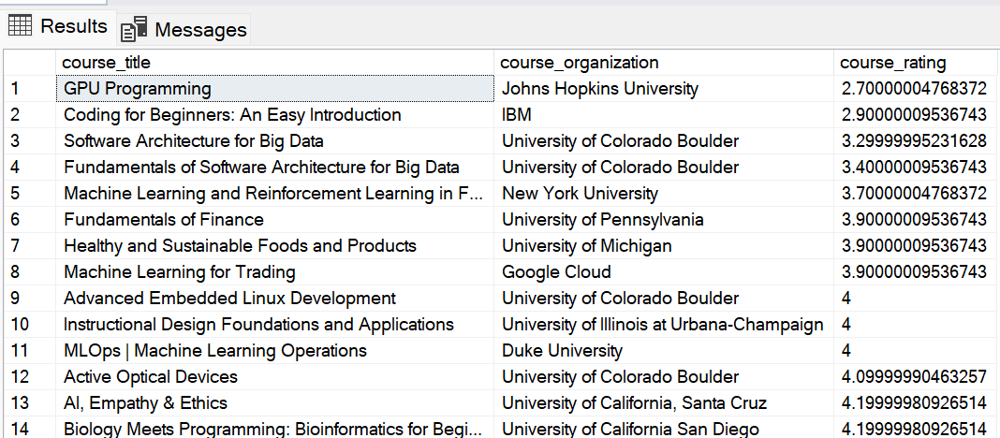 Results Messages
course_title course_organization course_rating
1 GPU Programming Johns Hopkins University 2.70000004768372
2 Coding for Beginners: An Easy Introduction IBM 2.90000009536743
3 Software Architecture for Big Data University of Colorado Boulder 3.29999995231628
4 Fundamentals of Software Architecture for Big Data University of Colorado Boulder 3.40000009536743
5 Machine Learning and Reinforcement Learning in F... New York University 3.70000004768372
6 Fundamentals of Finance University of Pennsylvania 3.90000009536743
7 Healthy and Sustainable Foods and Products University of Michigan 3.90000009536743
8 Machine Learning for Trading Google Cloud 3.90000009536743
9 Advanced Embedded Linux Development University of Colorado Boulder 4
10 Instructional Design Foundations and Applications University of Illinois at Urbana-Champaign 4
11 MLOps | Machine Learning Operations Duke University 4
12 Active Optical Devices University of Colorado Boulder 4.09999990463257
13 AI, Empathy & Ethics University of California, Santa Cruz 4.19999980926514
14 Biology Meets Programming: Bioinformatics for Begi... University of California San Diego 4.19999980926514